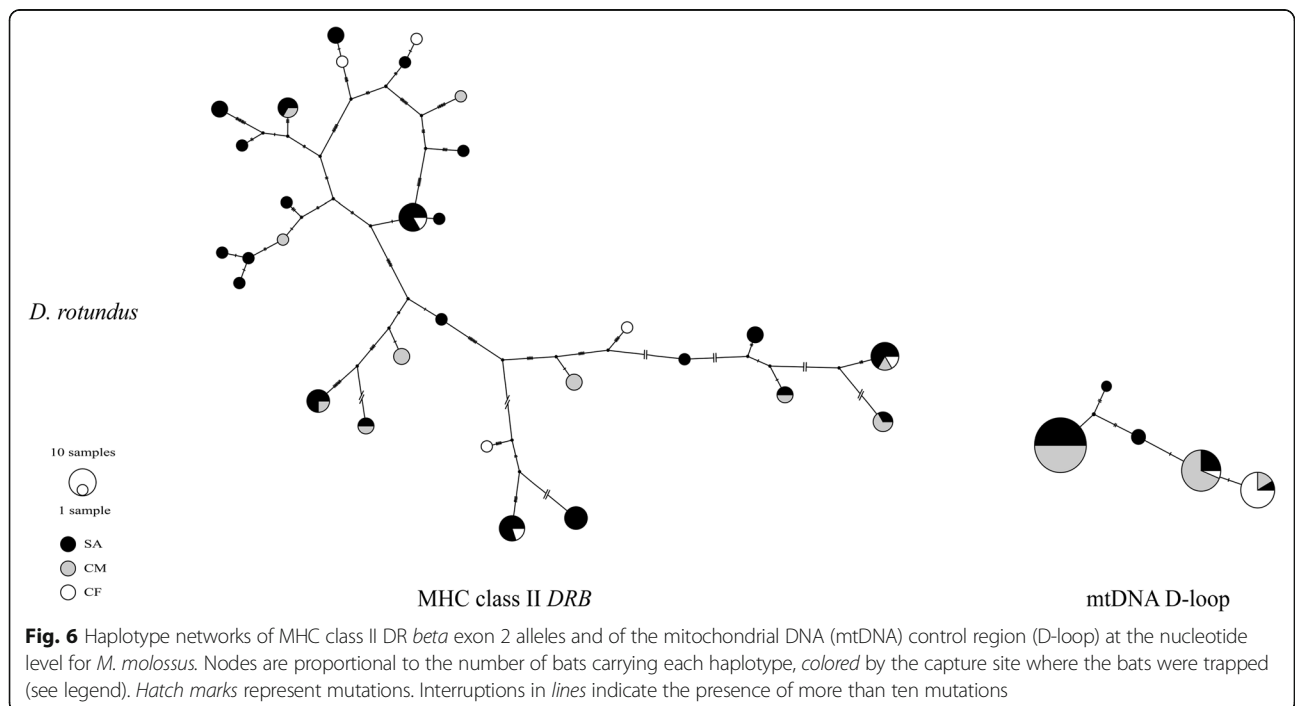 D. rotundus
10 samples
1 sample
SA
CM
CF
MHC class II DRB
mtDNA D-loop
Fig. 6 Haplotype networks of MHC class II DR beta exon 2 alleles and of the mitochondrial DNA (mtDNA) control region (D-loop) at the nucleotide
level for M. molossus. Nodes are proportional to the number of bats carrying each haplotype, colored by the capture site where the bats were trapped
(see legend). Hatch marks represent mutations. Interruptions in lines indicate the presence of more than ten mutations